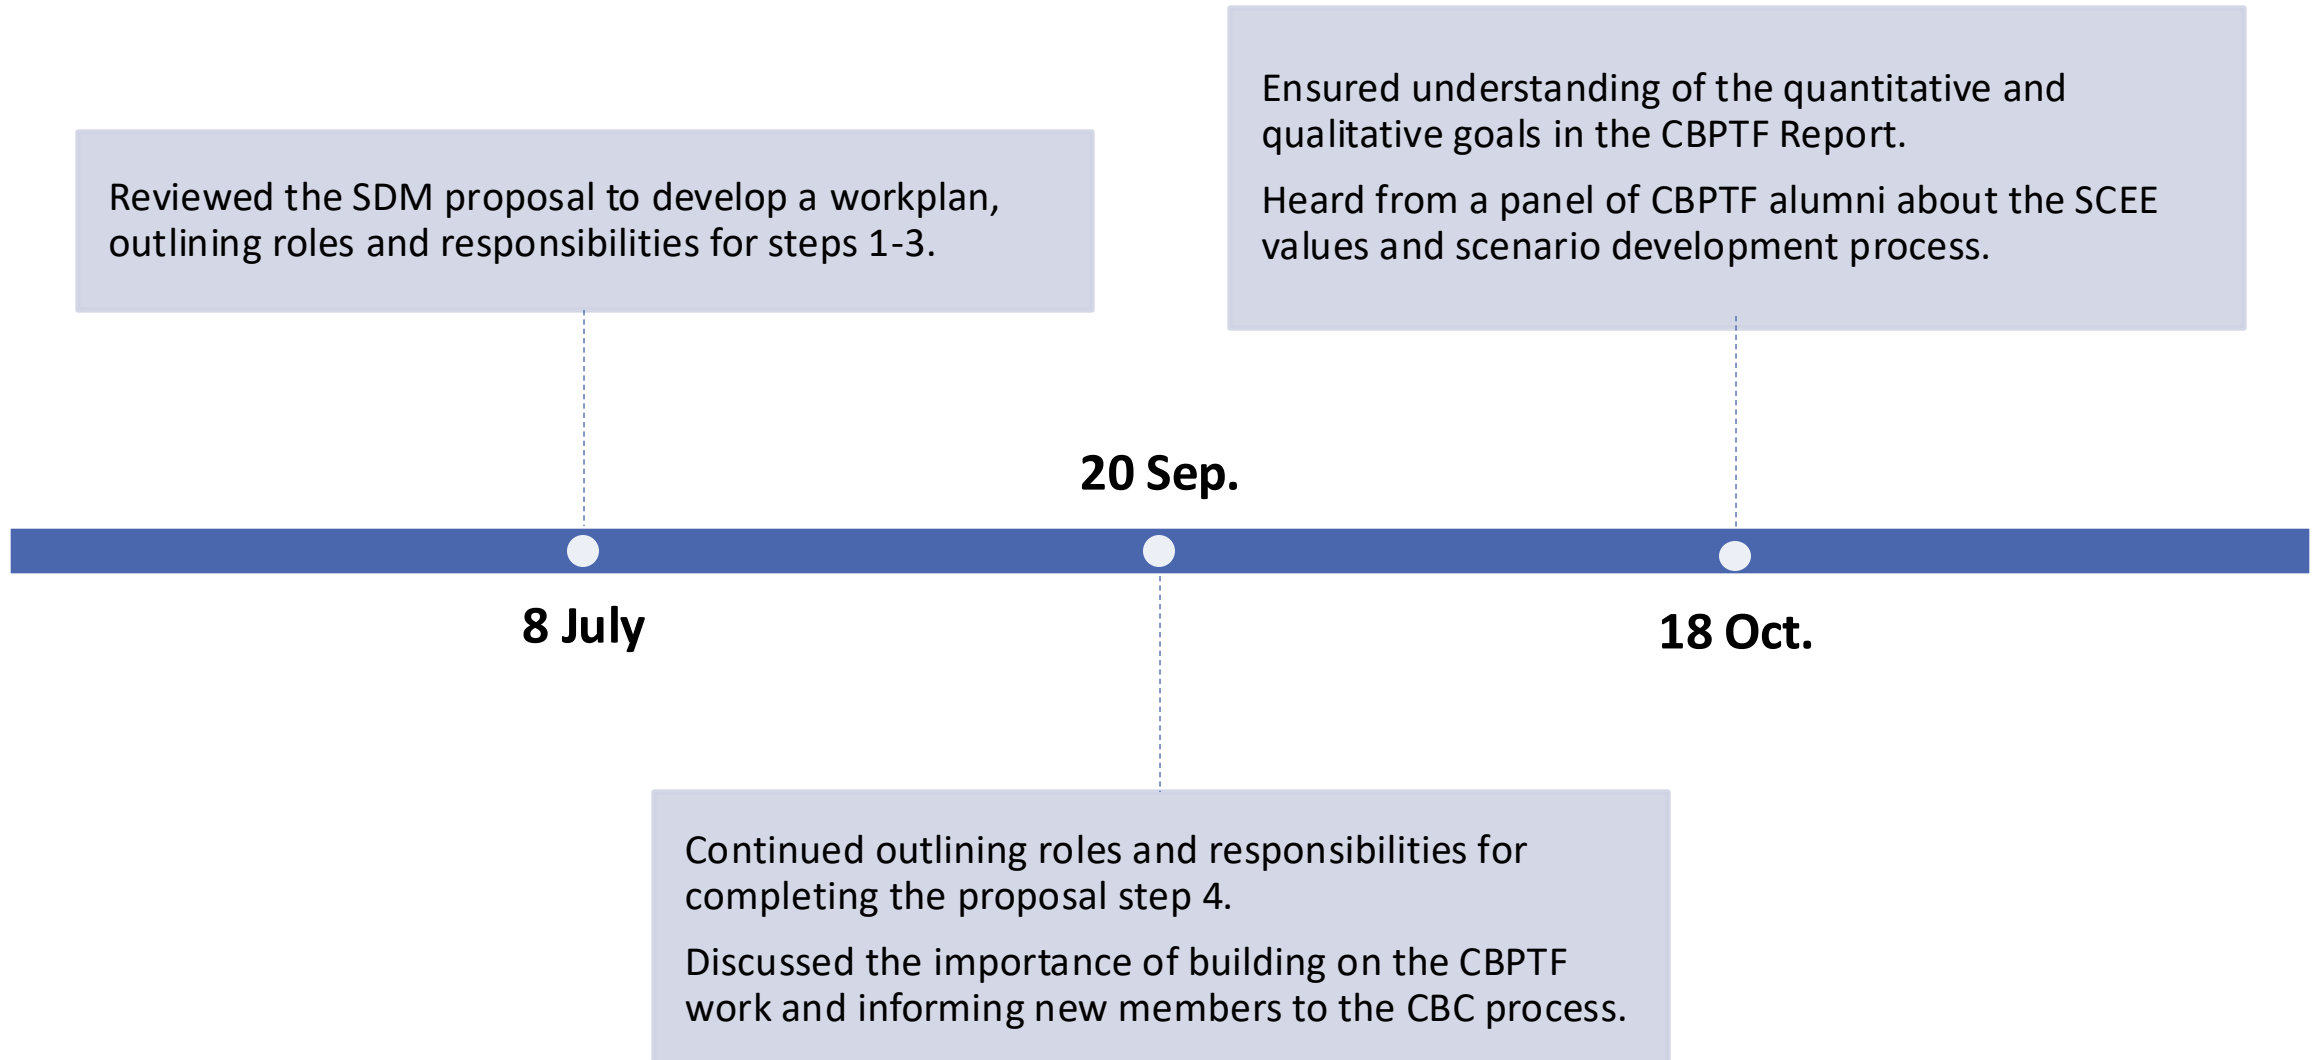 Reviewed the SDM proposal to develop a workplan,
outlining roles and responsibilities for steps 1-3.
8 July
20 Sep.
Continued outlining roles and responsibilities for
completing the proposal step 4.
Discussed the importance of building on the CBPTF
work and informing new members to the CBC process.
Ensured understanding of the quantitative and
qualitative goals in the CBPTF Report.
Heard from a panel of CBPTF alumni about the SCEE
values and scenario development process.
18 Oct.